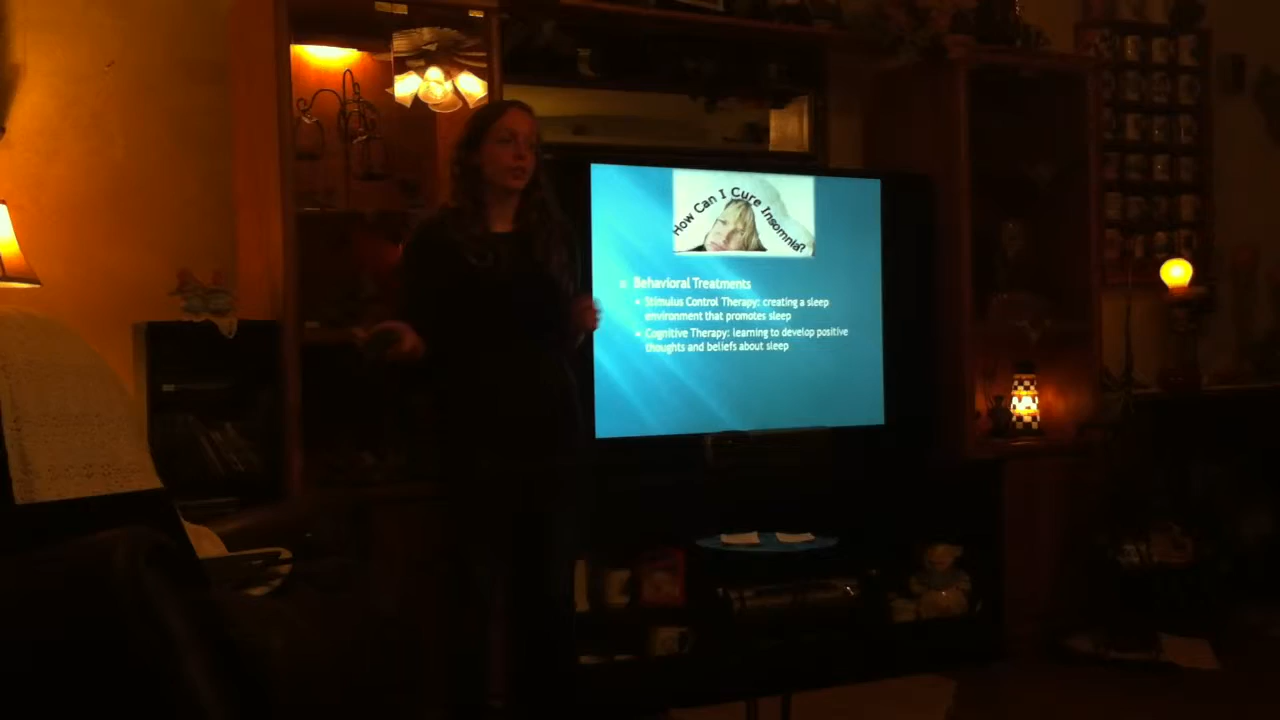 How Can I Cure Insomnia?
Behavioral Treatments
Stimulus Control Therapy: creating a sleep
environment that promotes sleep
Cognitive Therapy: learning to develop positive
thoughts and beliefs about sleep